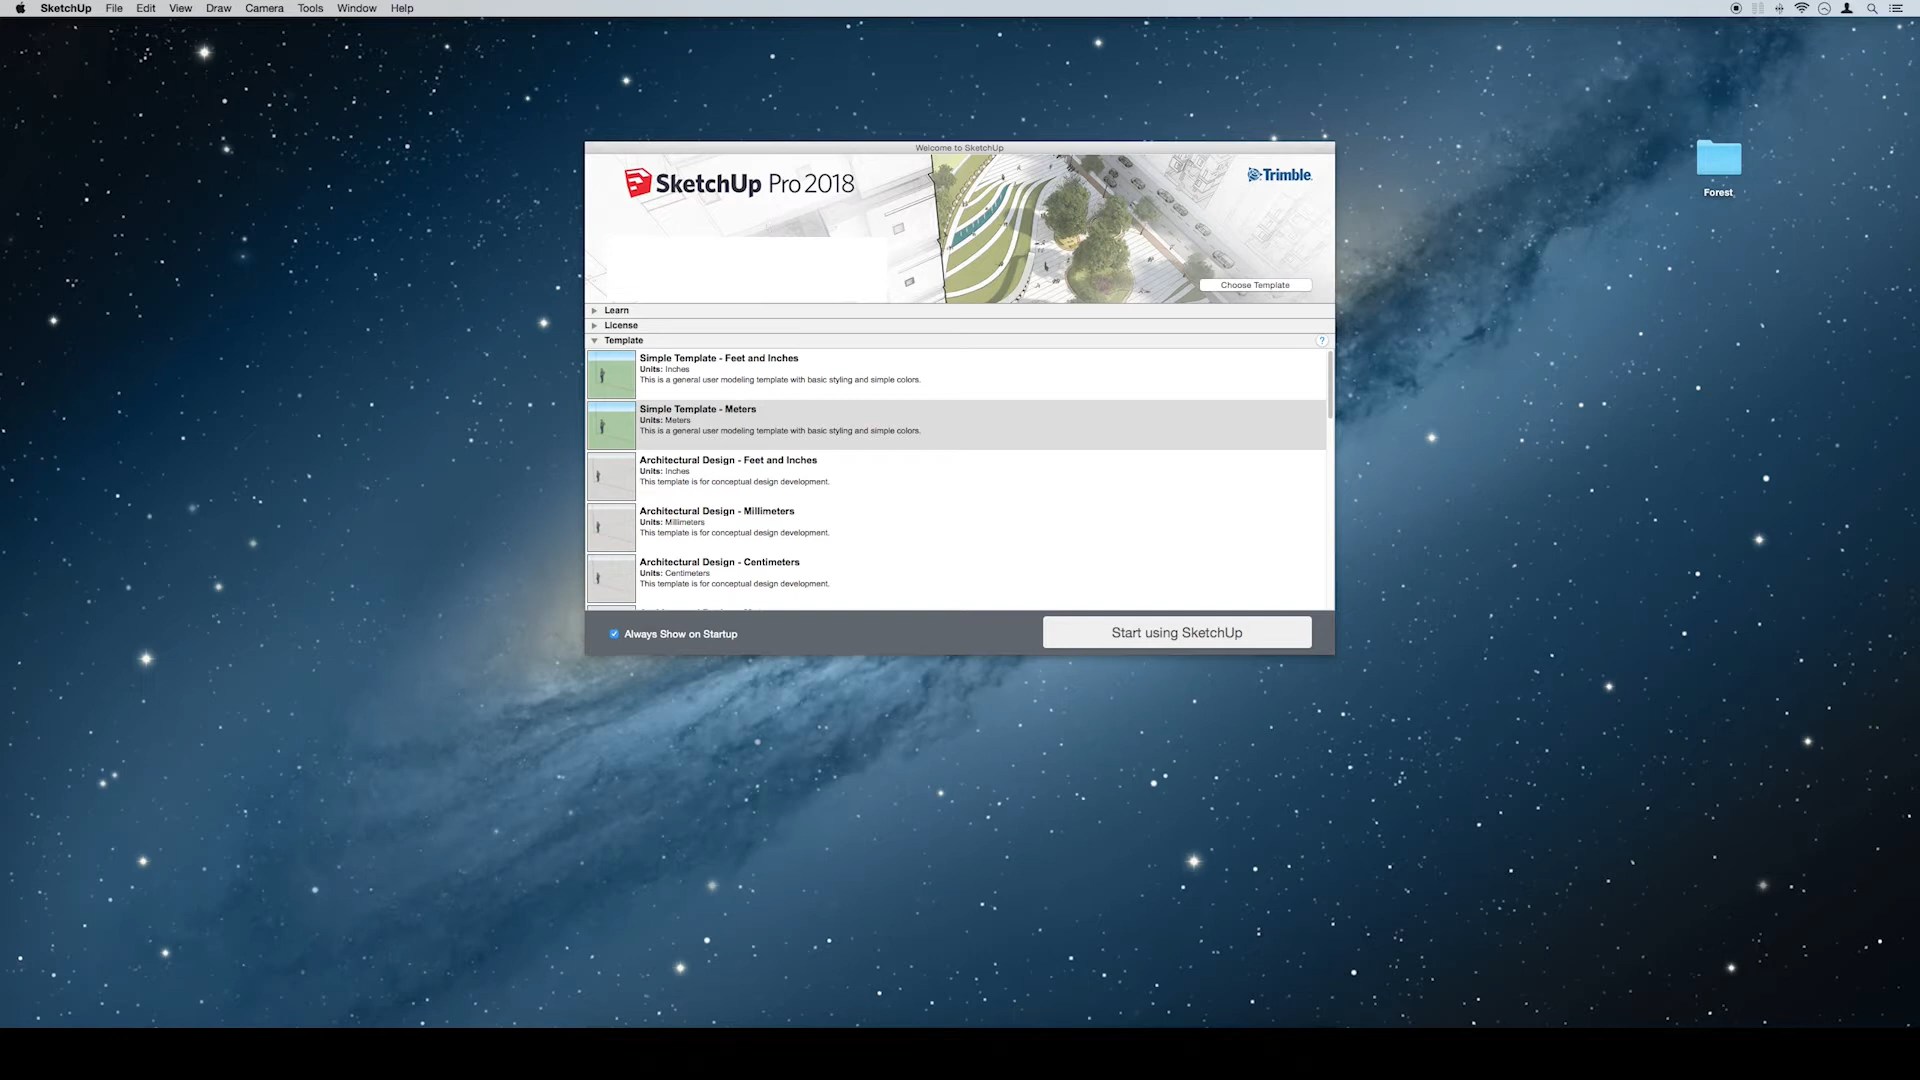 SketchUp File Edit View Draw Camera Tools Window Help
Welcome to SketchUp
SketchUp Pro 2018
Trimble
Choose Template
Forest
Learn
License
Template
?
Simple Template - Feet and Inches
Units: Inches
This is a general user modeling template with basic styling and simple colors.
Simple Template - Meters
Units: Meters
This is a general user modeling template with basic styling and simple colors.
Architectural Design - Feet and Inches
Units: Inches
This template is for conceptual design development.
Architectural Design - Millimeters
Units: Millimeters
This template is for conceptual design development.
Architectural Design - Centimeters
Units: Centimeters
This template is for conceptual design development.
Always Show on Startup
Start using SketchUp